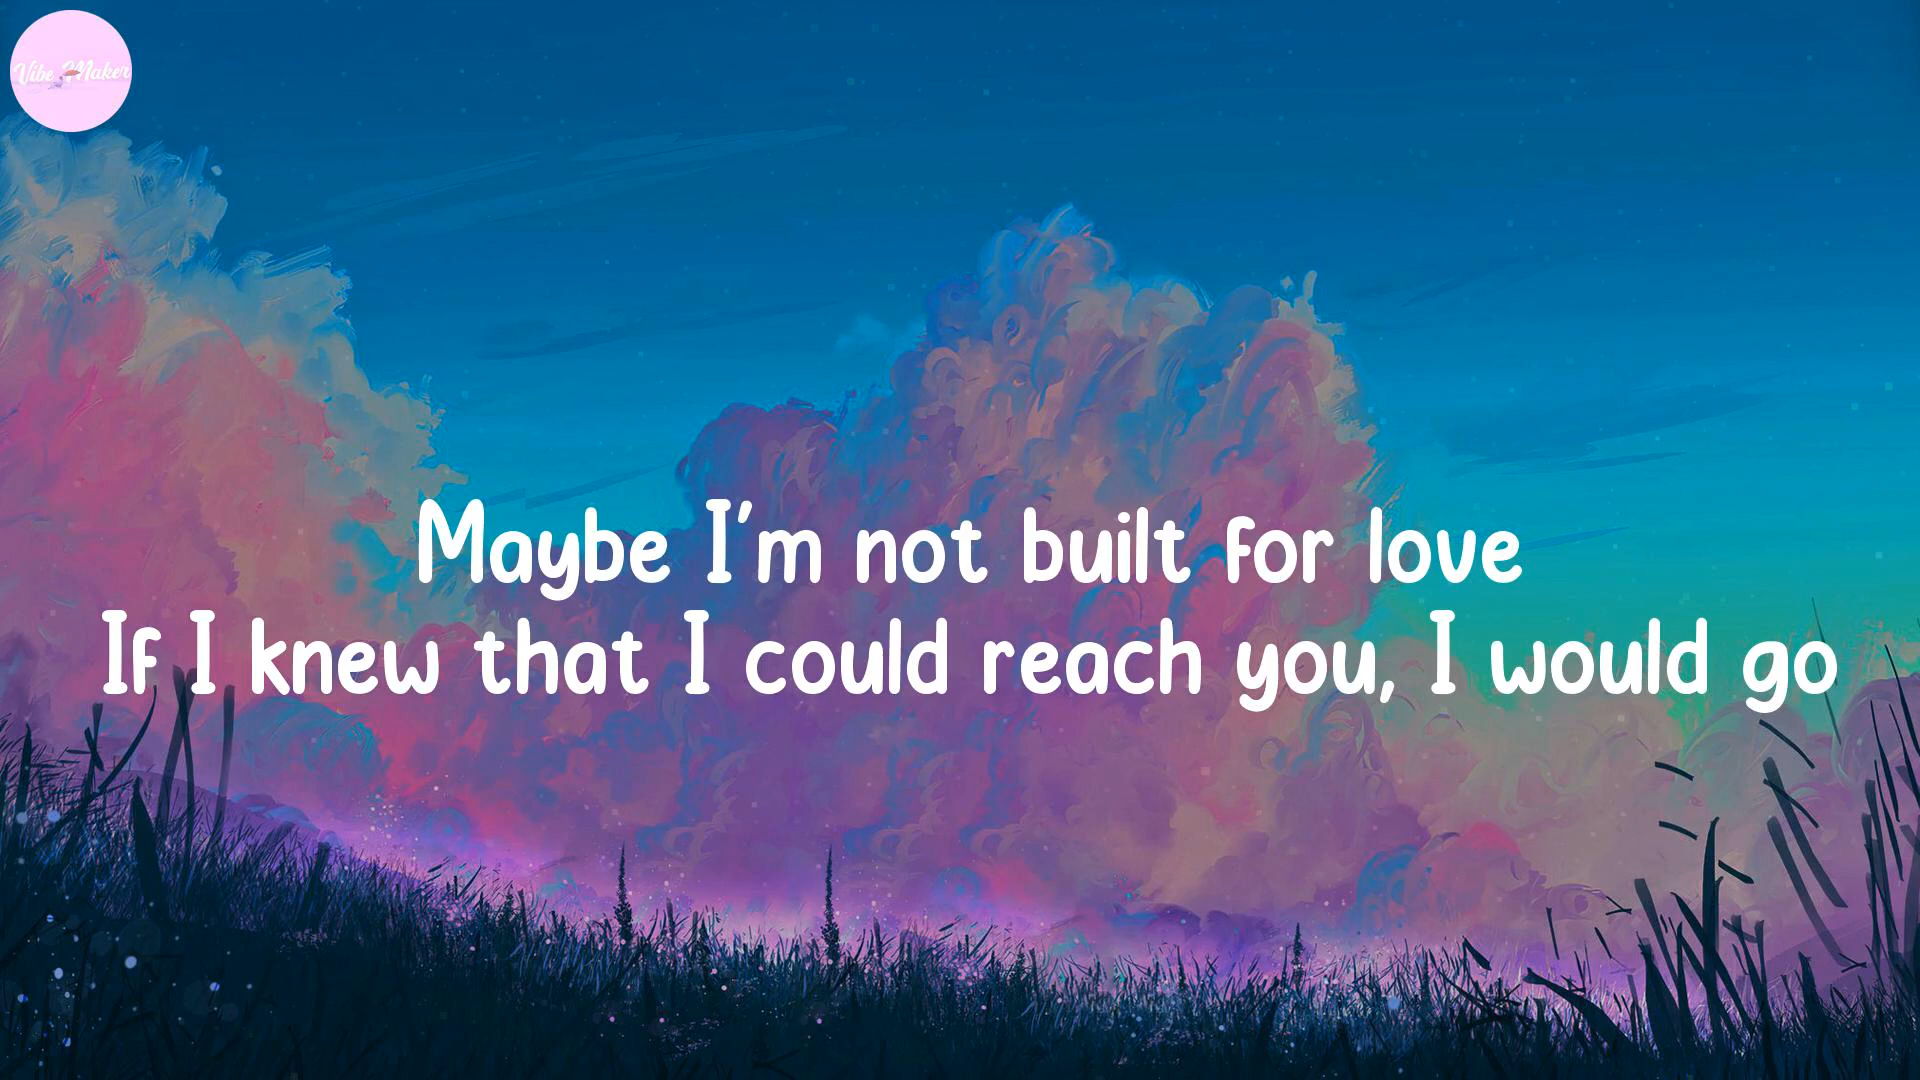 Vibe Maker
Maybe I'm not built for love
If I knew that I could reach you, I would go